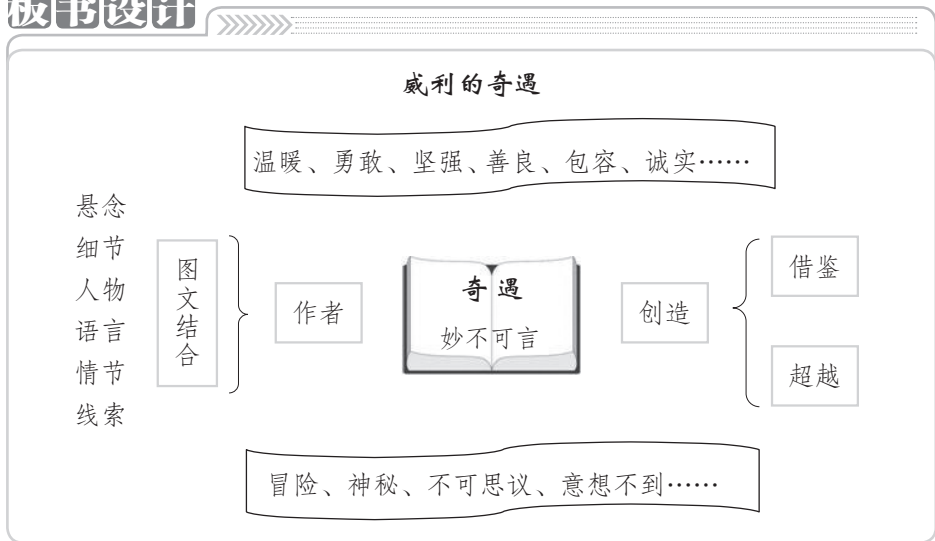 板书设计
威利的奇遇
温暖、勇敢、坚强、善良、包容、诚实……
悬念
细节
人物
语言
情节
线索
图文结合
作者
奇遇
妙不可言
创造
借鉴
超越
冒险、神秘、不可思议、意想不到……